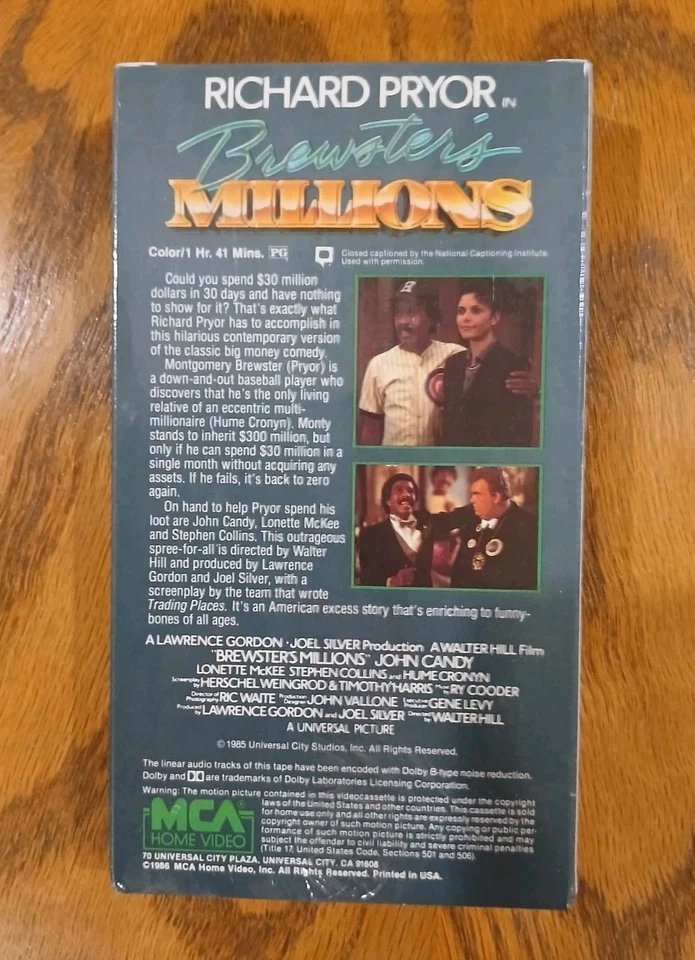 RICHARD PRYOR IN
Brewster's
MILLIONS
Color/1 Hr. 41 Mins. PG
Closed captioned by the National Captioning Institute.
Used with permission.
Could you spend $30 million
dollars in 30 days and have nothing
to show for it? That's exactly what
Richard Pryor has to accomplish in
this hilarious contemporary version
of the classic big money comedy.
Montgomery Brewster (Pryor) is
a down-and-out baseball player who
discovers that he's the only living
relative of an eccentric multi-
millionaire (Hume Cronyn). Monty
stands to inherit $300 million, but
only if he can spend $30 million in a
single month without acquiring any
assets. If he fails, it's back to zero
again.
On hand to help Pryor spend his
loot are John Candy, Lonette McKee
and Stephen Collins. This outrageous
spree-for-all is directed by Walter
Hill and produced by Lawrence
Gordon and Joel Silver, with a
screenplay by the team that wrote
Trading Places. It's an American excess story that's enriching to funny-
bones of all ages.
A LAWRENCE GORDON · JOEL SILVER Production A WALTER HILL Film
"BREWSTER'S MILLIONS" JOHN CANDY
LONETTE McKEE STEPHEN COLLINS and HUME CRONYN
Screenplay by HERSCHEL WEINGROD & TIMOTHY HARRIS Music by RY COODER
Director of Photography RIC WAITE Production Designer JOHN VALLONE Executive Producer GENE LEVY
Produced by LAWRENCE GORDON and JOEL SILVER Directed by WALTER HILL
A UNIVERSAL PICTURE
©1985 Universal City Studios, Inc. All Rights Reserved.
The linear audio tracks of this tape have been encoded with Dolby B-type noise reduction.
Dolby and are trademarks of Dolby Laboratories Licensing Corporation.
Warning: The motion picture contained in this videocassette is protected under the copyright
laws of the United States and other countries. This cassette is sold
for home use only and all other rights are expressly reserved by the
copyright owner of such motion picture. Any copying or public per-
formance of such motion picture is strictly prohibited and may
subject the offender to civil liability and severe criminal penalties
(Title 17, United States Code, Sections 501 and 506).
MCA®
HOME VIDEO
70 UNIVERSAL CITY PLAZA, UNIVERSAL CITY, CA 91608
©1986 MCA Home Video, Inc. All Rights Reserved. Printed in USA.